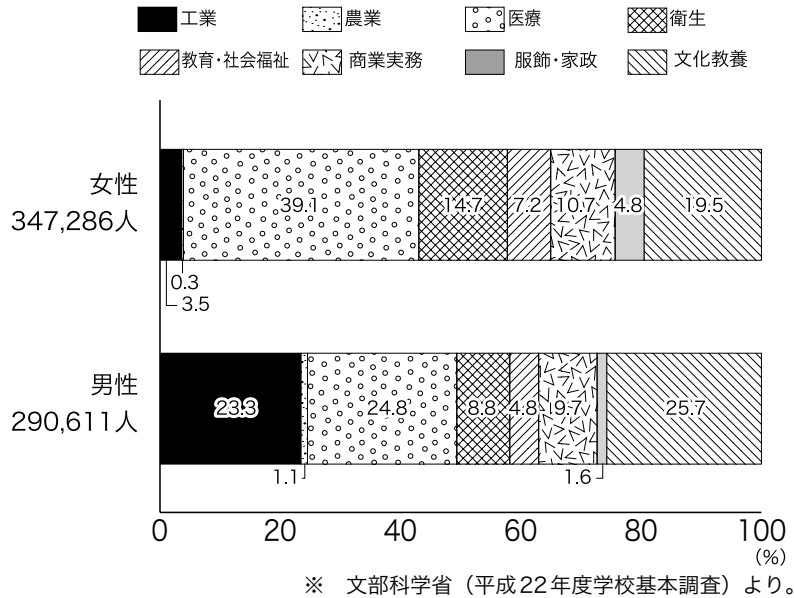 工業 農業 医療 衛生
教育・社会福祉 商業実務 服飾・家政 文化教養
女性
347,286人
39.1 14.7 7.2 10.7 4.8 19.5
0.3
3.5
男性
290,611人
23.3 24.8 8.8 4.8 9.7 25.7
1.1 1.6
0 20 40 60 80 100
(%)
※ 文部科学省（平成22年度学校基本調査）より。